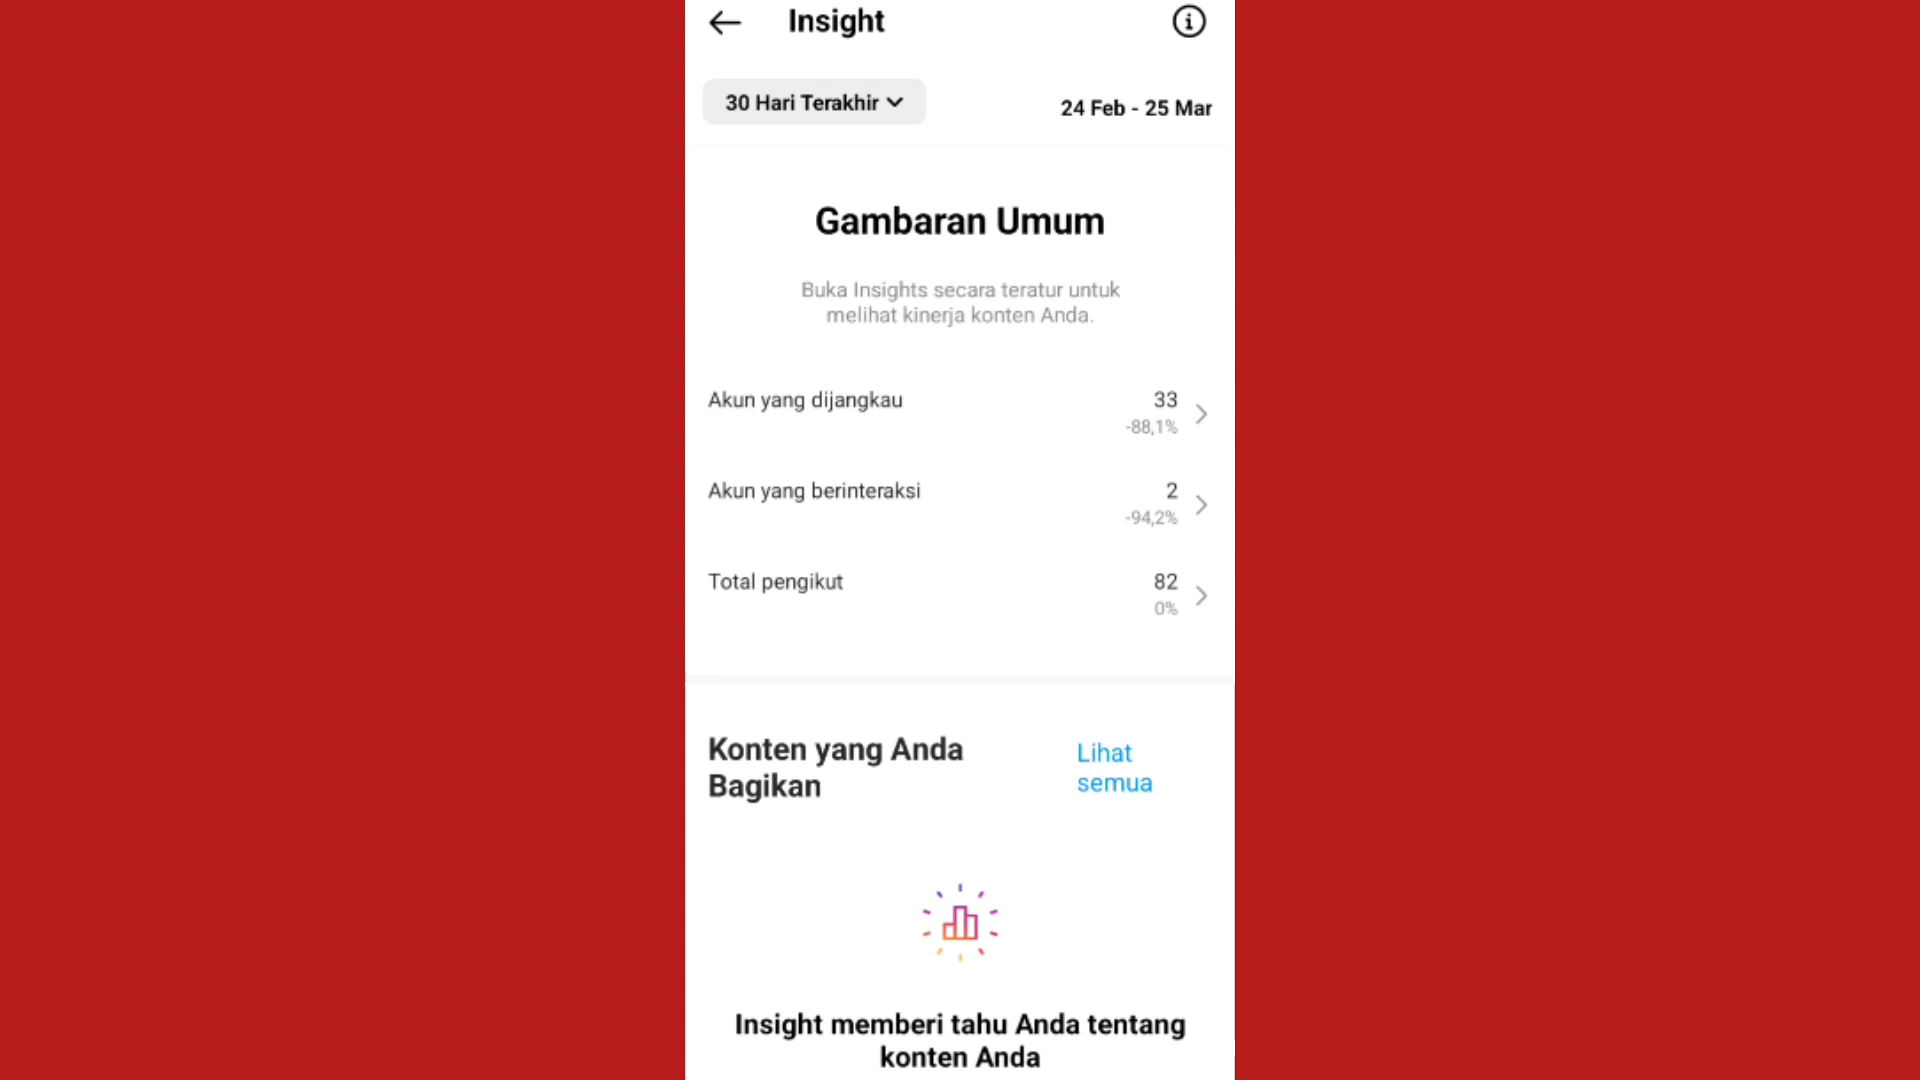 Insight
30 Hari Terakhir
24 Feb - 25 Mar
Gambaran Umum
Buka Insights secara teratur untuk
melihat kinerja konten Anda.
Akun yang dijangkau
33
-88,1%
Akun yang berinteraksi
2
-94,2%
Total pengikut
82
0%
Konten yang Anda
Bagikan
Lihat
semua
Insight memberi tahu Anda tentang
konten Anda